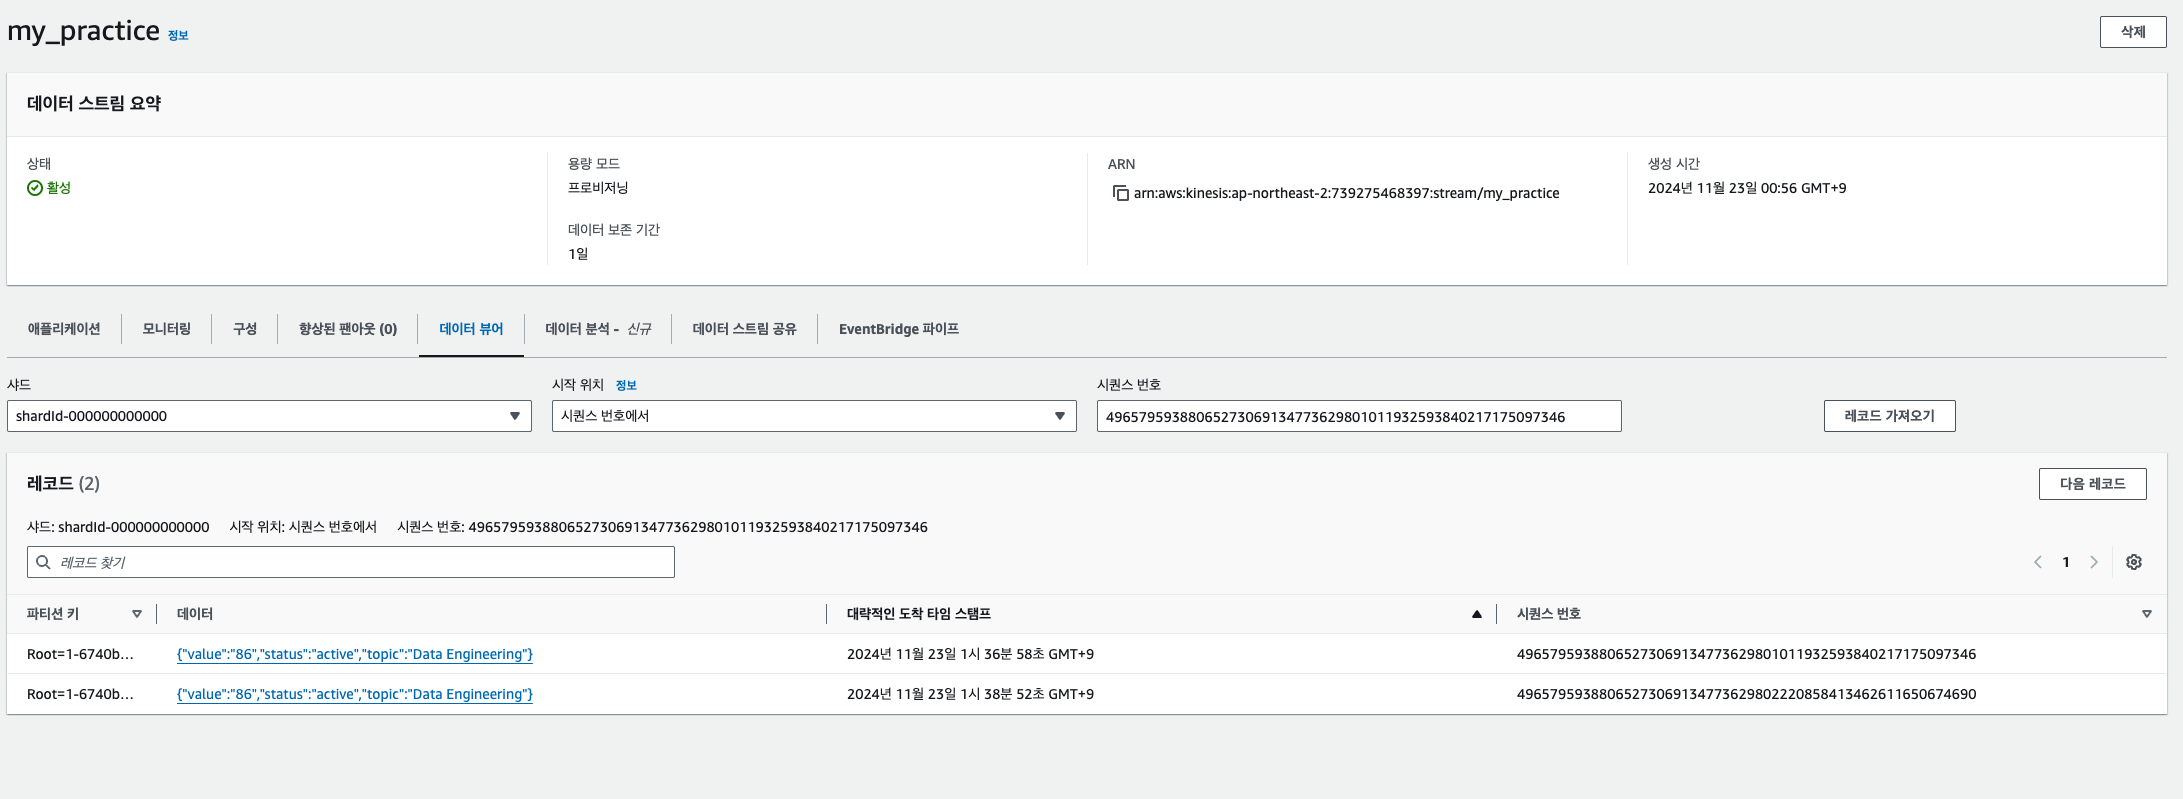 my_practice 정보
삭제
데이터 스트림 요약
상태
활성
용량 모드
프로비저닝
데이터 보존 기간
1일
ARN
arn:aws:kinesis:ap-northeast-2:739275468397:stream/my_practice
생성 시간
2024년 11월 23일 00:56 GMT+9
애플리케이션 모니터링 구성 향상된 팬아웃 (0) 데이터 뷰어 데이터 분석 - 신규 데이터 스트림 공유 EventBridge 파이프
샤드
shardId-000000000000
시작 위치 정보
시퀀스 번호에서
시퀀스 번호
49657959388065273069134773629801011932593840217175097346
레코드 가져오기
레코드 (2)
다음 레코드
샤드: shardId-000000000000 시작 위치: 시퀀스 번호에서 시퀀스 번호: 49657959388065273069134773629801011932593840217175097346
레코드 찾기
1
파티션 키 데이터 대략적인 도착 타임 스탬프 시퀀스 번호
Root=1-6740b... {"value":"86","status":"active","topic":"Data Engineering"} 2024년 11월 23일 1시 36분 58초 GMT+9 49657959388065273069134773629801011932593840217175097346
Root=1-6740b... {"value":"86","status":"active","topic":"Data Engineering"} 2024년 11월 23일 1시 38분 52초 GMT+9 49657959388065273069134773629802220858413462611650674690